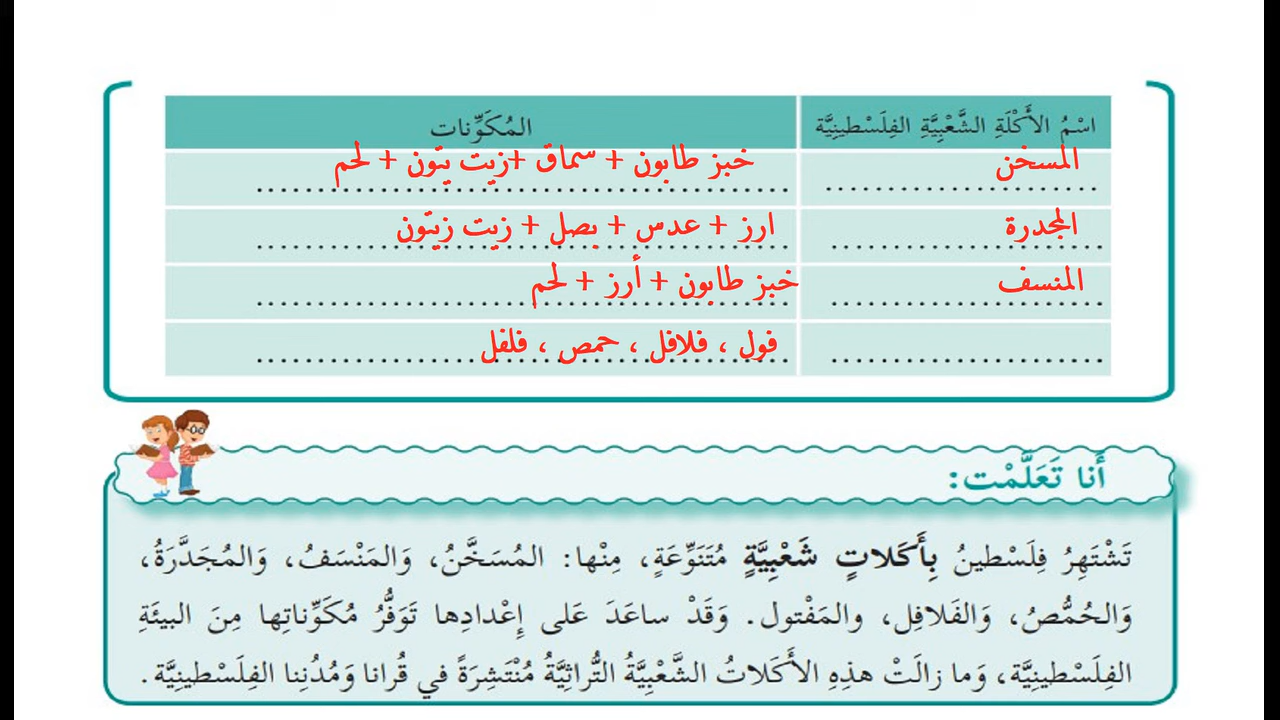 اسْمُ الأَكْلَةِ الشَّعْبِيَّةِ الفِلَسْطينِيَّة المُكَوِّنات
المسخن خبز طابون + سماق +زيت يتون + لحم
المجدرة ارز + عدس + بصل + زيت زيتون
المنسف خبز طابون + أرز + لحم
فول ، فلافل ، حمص ، فلفل
أَنا تَعَلَّمْت:
تَشْتَهِرُ فِلَسْطينُ بِأَكَلاتٍ شَعْبِيَّةٍ مُتَنَوِّعَةٍ، مِنْها: المُسَخَّنُ، وَالمَنْسَفُ، وَالمُجَدَّرَةُ،
وَالحُمُّصُ، وَالفَلافِل، والمَفْتول. وَقَدْ ساعَدَ عَلى إِعْدادِها تَوَفُّرُ مُكَوِّناتِها مِنَ البيئَةِ
الفِلَسْطينِيَّة، وَما زالَتْ هذِهِ الأَكَلاتُ الشَّعْبِيَّةُ التُّراثِيَّةُ مُنْتَشِرَةً في قُرانا وَمُدُنِنا الفِلَسْطينِيَّة.